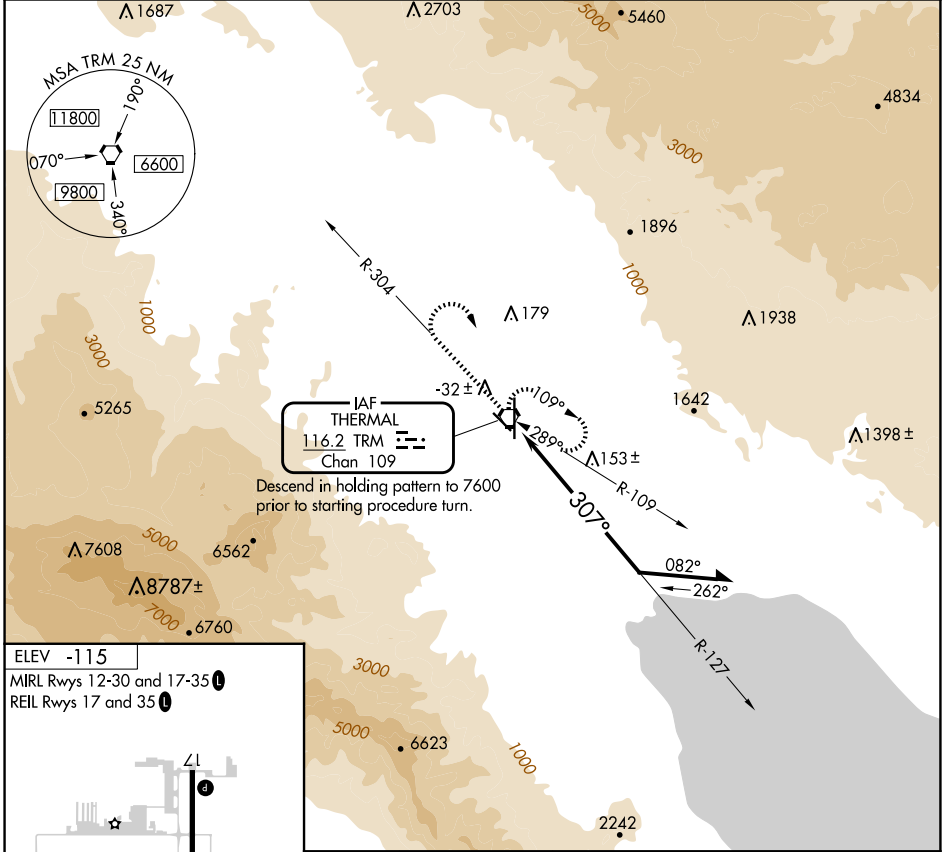 1687
2703
5000
5460
MSA TRM 25 NM
190°
11800
4834
070°
6600
3000
9800
340°
1896
R-304
1000
1000
179
1938
3000
-32 ±
109°
1642
5265
IAF
THERMAL
116.2 TRM
Chan 109
289°
1398 ±
153 ±
Descend in holding pattern to 7600
prior to starting procedure turn.
R-109
307°
5000
7608
6562
082°
8787 ±
262°
7000
6760
R-127
ELEV -115
MIRL Rwys 12-30 and 17-35 L
REIL Rwys 17 and 35 L
3000
5000
6623
1000
17
P
2242